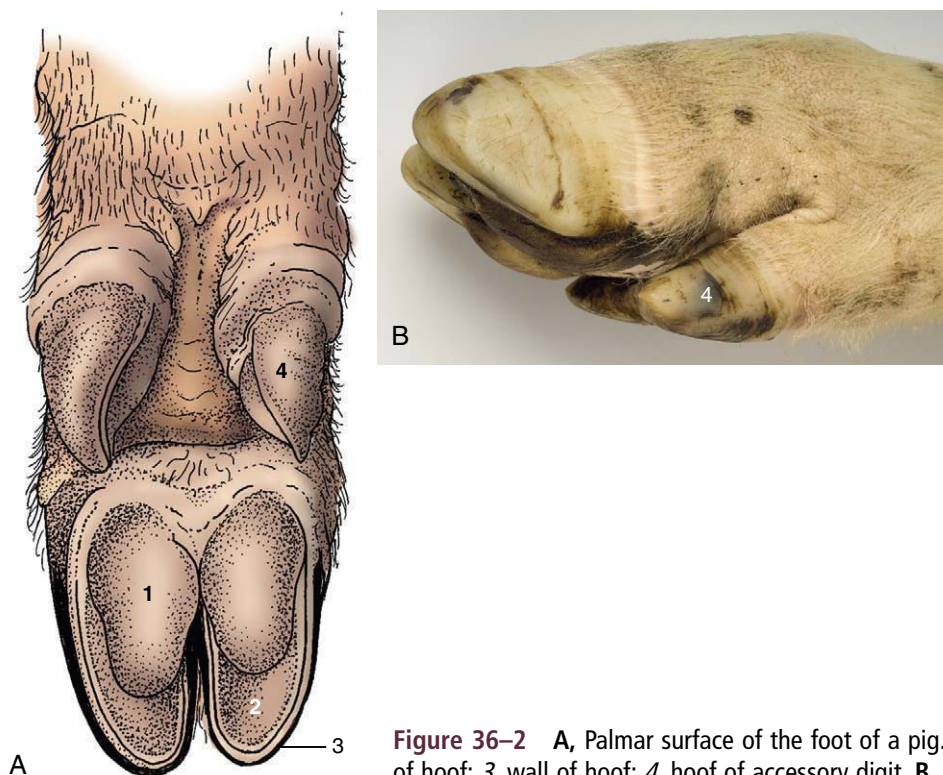 4
B
4
1
2
3
A
Figure 36–2 A, Palmar surface of the foot of a pig.
of hoof; 3, wall of hoof; 4, hoof of accessory digit. B,